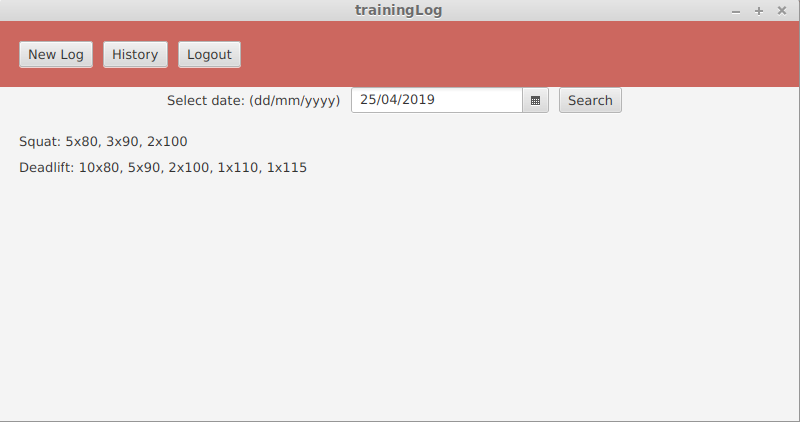 trainingLog
New Log History Logout
Select date: (dd/mm/yyyy) 25/04/2019 Search
Squat: 5x80, 3x90, 2x100
Deadlift: 10x80, 5x90, 2x100, 1x110, 1x115